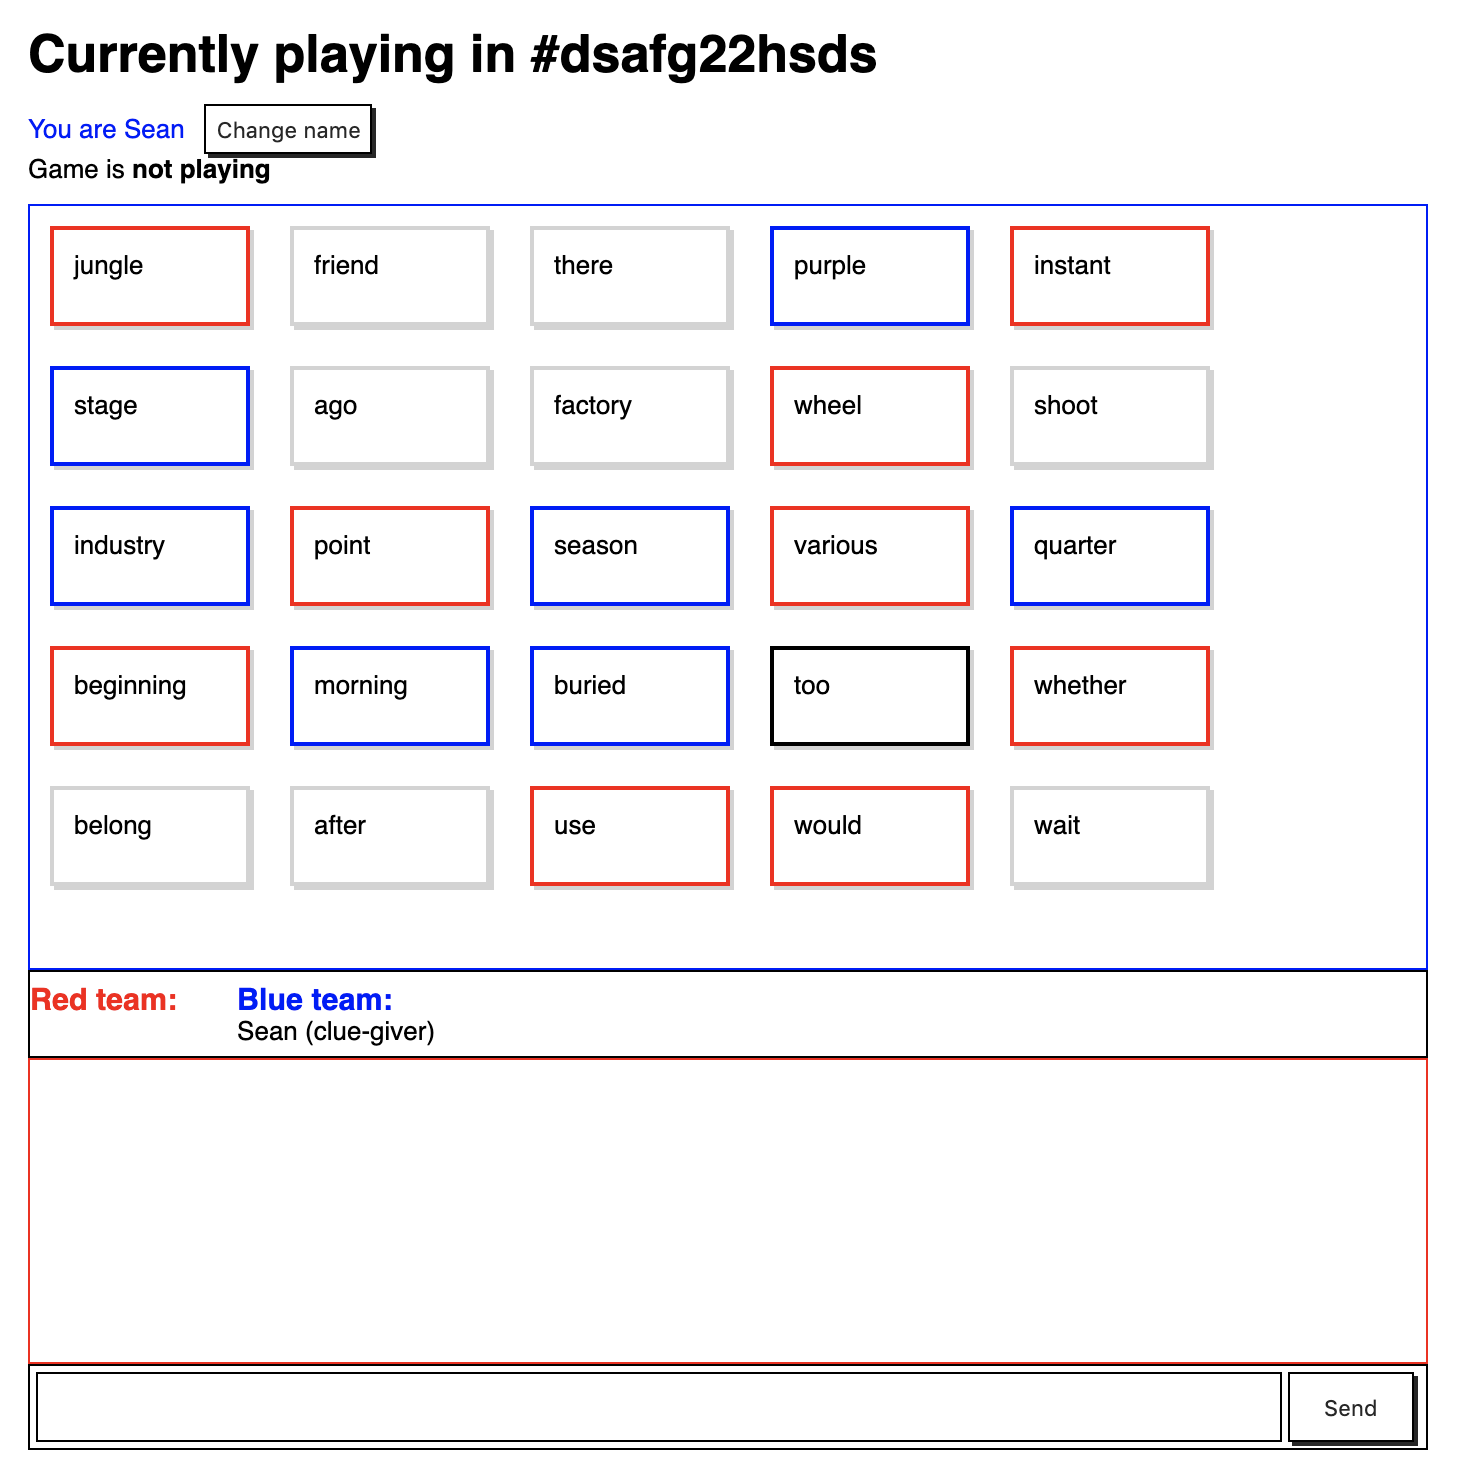 Currently playing in #dsafg22hsds
You are Sean Change name
Game is not playing
jungle friend there purple instant
stage ago factory wheel shoot
industry point season various quarter
beginning morning buried too whether
belong after use would wait
Red team: Blue team:
Sean (clue-giver)
Send